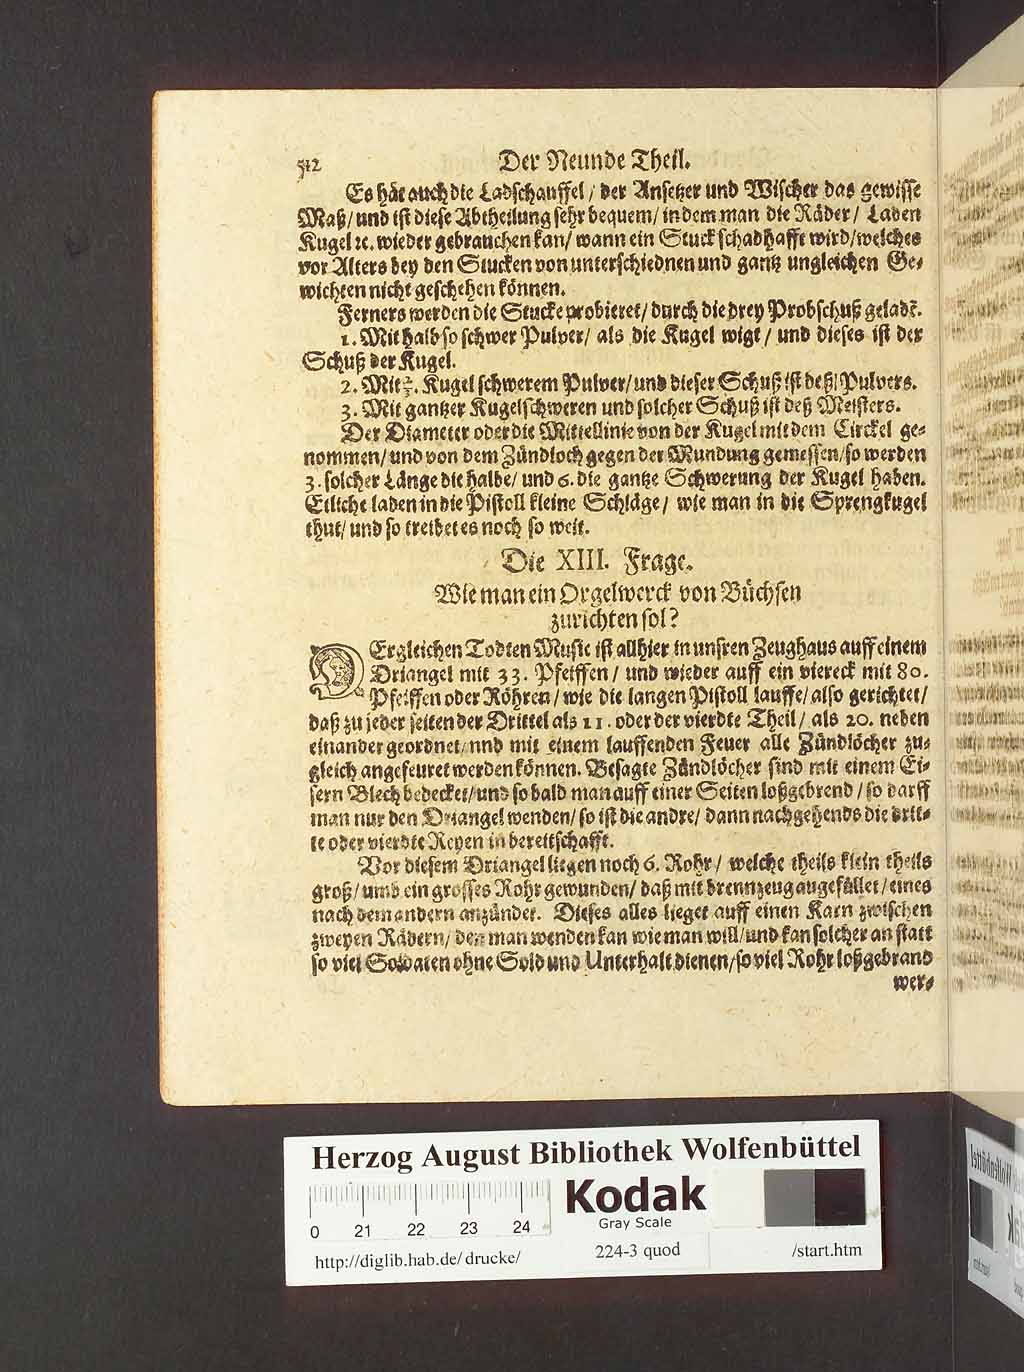 512 Der Neunde Theil.
Es hat auch die Ladschauffel / der Ansetzer und Wischer das gewisse
Maß / und ist diese Abtheilung sehr bequem / in dem man die Räder / Laden
Kugel ꝛc. wieder gebrauchen kan / wann ein Stuck schadhafft wird / welches
vor Alters bey den Stucken von unterschiednen und gantz ungleichen Ge-
wichten nicht geschehen können.
Ferners werden die Stucke probieret / durch die drey Probschuß geladẽ.
1. Mit halb so schwer Pulver / als die Kugel wigt / und dieses ist der
Schuß der Kugel.
2. Mit ⅔. Kugel schwerem Pulver / und dieser Schuß ist deß Pulvers.
3. Mit gantzer Kugelschweren und solcher Schuß ist deß Meisters.
Der Diameter oder die Mittellinie von der Kugel mit dem Circkel ge-
nommen / und von dem Zündloch gegen der Mundung gemessen / so werden
3. solcher Länge die halbe / und 6. die gantze Schwerung der Kugel haben.
Etliche laden in die Pistoll kleine Schläge / wie man in die Sprengkugel
thut / und so treibet es noch so weit.
Die XIII. Frage.
Wie man ein Orgelwerck von Büchsen
zurichten sol?
DErgleichen Todten Music ist allhier in unsren Zeughaus auff einem
Driangel mit 33. Pfeiffen / und wieder auff ein viereck mit 80.
Pfeiffen oder Röhren / wie die langen Pistoll lauffe / also gerichtet /
daß zu jeder seiten der Drittel als 11. oder der vierdte Theil / als 20. neben
einander geordnet / nnd mit einem lauffenden Feuer alle Zündlöcher zu-
gleich angefeuret werden können. Besagte Zündlöcher sind mit einem Ei-
sern Blech bedecket / und so bald man auff einer Seiten loßgebrend / so darff
man nur den Driangel wenden / so ist die andre / dann nachgehends die drit-
te oder vierdte Reyen in bereitschafft.
Vor diesem Driangel liegen noch 6. Rohr / welche theils klein theils
groß / umb ein grosses Rohr gewunden / daß mit brennzeug angefüllet / eines
nach dem andern anzündet. Dieses alles lieget auff einen Karn zwischen
zweyen Rädern / den man wenden kan wie man will / und kan solcher an statt
so viel Soldaten ohne Sold und Unterhalt dienen / so viel Rohr loßgebrand
wer-
Herzog August Bibliothek Wolfenbüttel
0 21 22 23 24
Kodak
Gray Scale
http://diglib.hab.de/ drucke/ 224-3 quod /start.htm